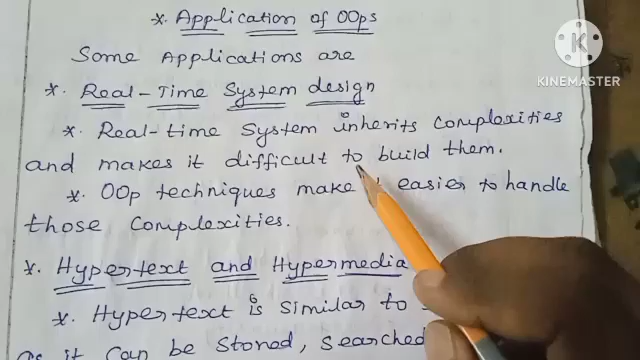 * Application of OOps
Some Applications are
* Real-Time System design
* Real-time System inherits Complexities
and makes it difficult to build them.
* OOp techniques make easier to handle
those Complexities.
* Hypertext and Hypermedia
* Hypertext is similar to
as it can be Stored, Searched
K
KINEMASTER